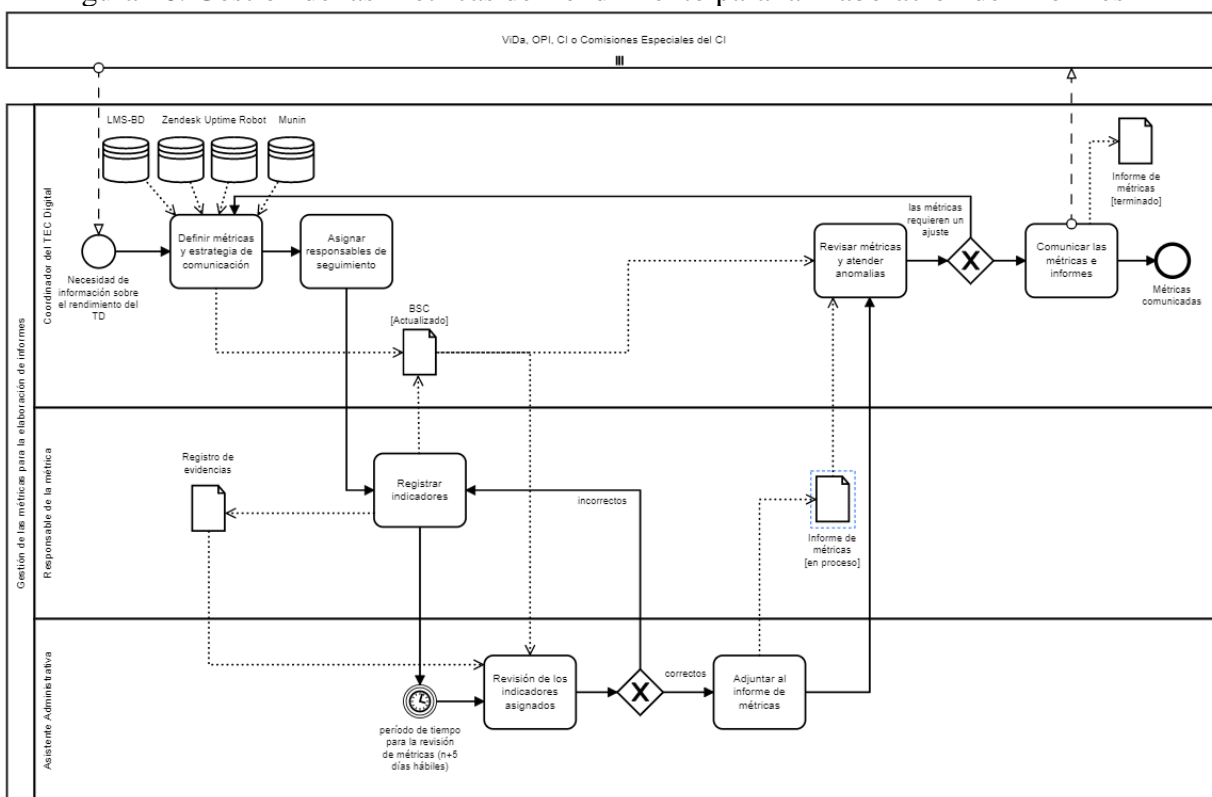 ViDa, OPI, CI o Comisiones Especiales del CI
Gestión de las métricas para la elaboración de informes
Coordinador del TEC Digital
LMS-BD
Zendesk
Uptime Robot
Munin
Necesidad de
información sobre
el rendimiento del
TD
Definir métricas
y estrategia de
comunicación
Asignar
responsables de
seguimiento
BSC
[Actualizado]
Revisar métricas
y atender
anomalias
las métricas
requieren un
ajuste
X
Comunicar las
métricas e
informes
Informe de
métricas
[terminado]
Métricas
comunicadas
Responsable de la métrica
Registro de
evidencias
Registrar
indicadores
incorrectos
Informe de
métricas
[en proceso]
Asistente Administrativa
período de tiempo
para la revisión
de métricas (n+5
días hábiles)
Revisión de los
indicadores
asignados
X
correctos
Adjuntar al
informe de
métricas